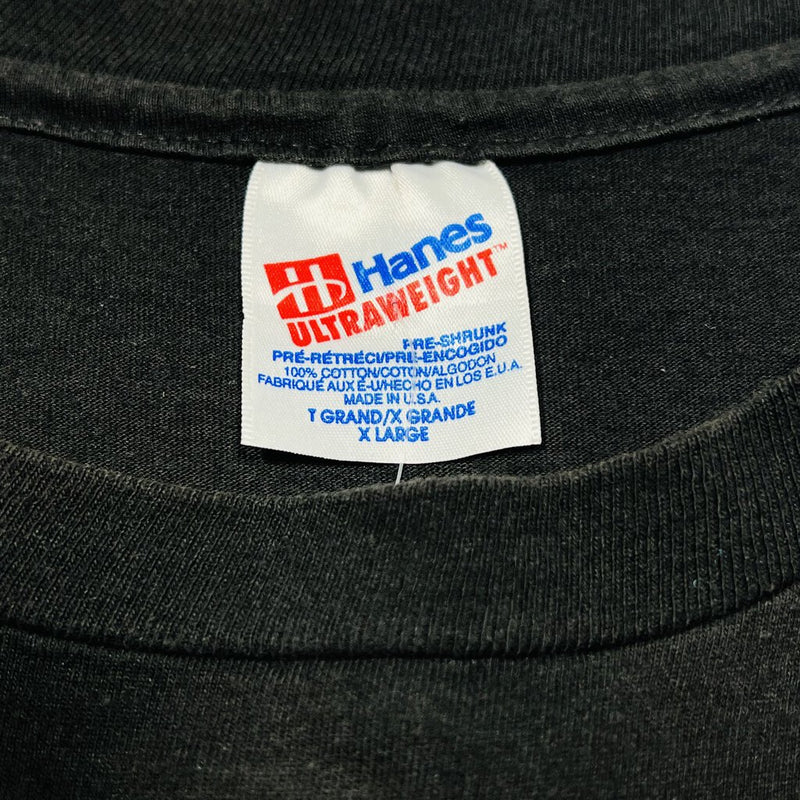 Hanes
ULTRAWEIGHT™
PRE-SHRUNK
PRÉ-RÉTRÉCI/PRE-ENCOGIDO
100% COTTON/COTON/ALGODON
FABRIQUÉ AUX É-U/HECHO EN LOS E.U.A.
MADE IN U.S.A.
T GRAND/X GRANDE
X LARGE